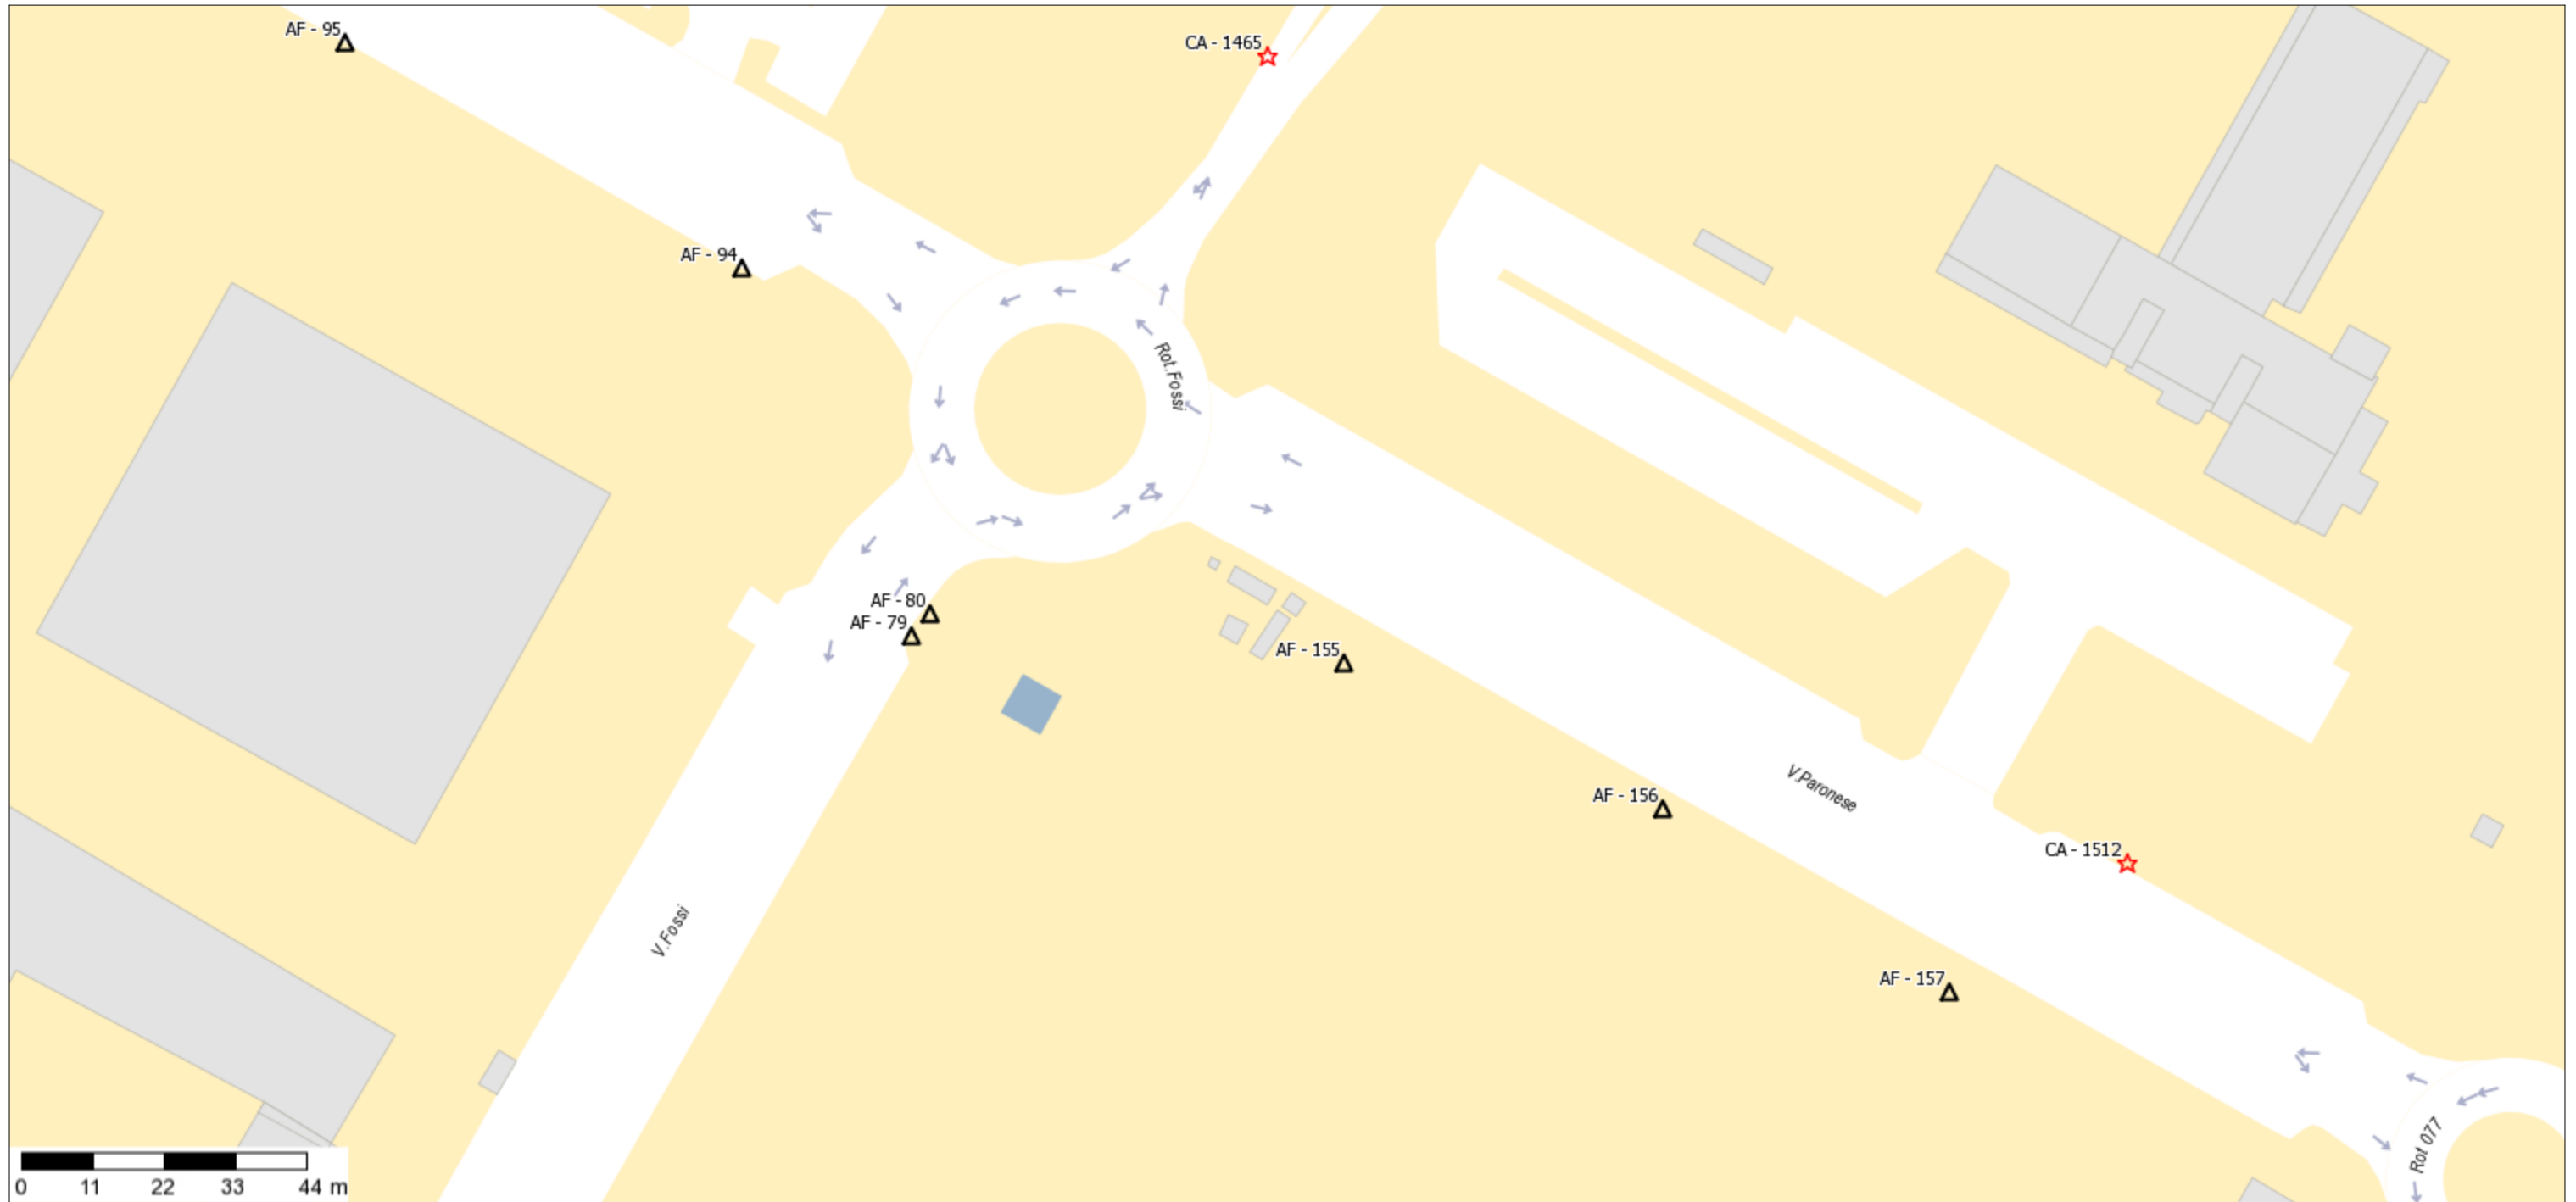 AF - 95
CA - 1465
AF - 94
Rot.Fossi
AF - 80
AF - 79
AF - 155
V.Paronese
AF - 156
CA - 1512
V.Fossi
AF - 157
Rot 077
0 11 22 33 44 m